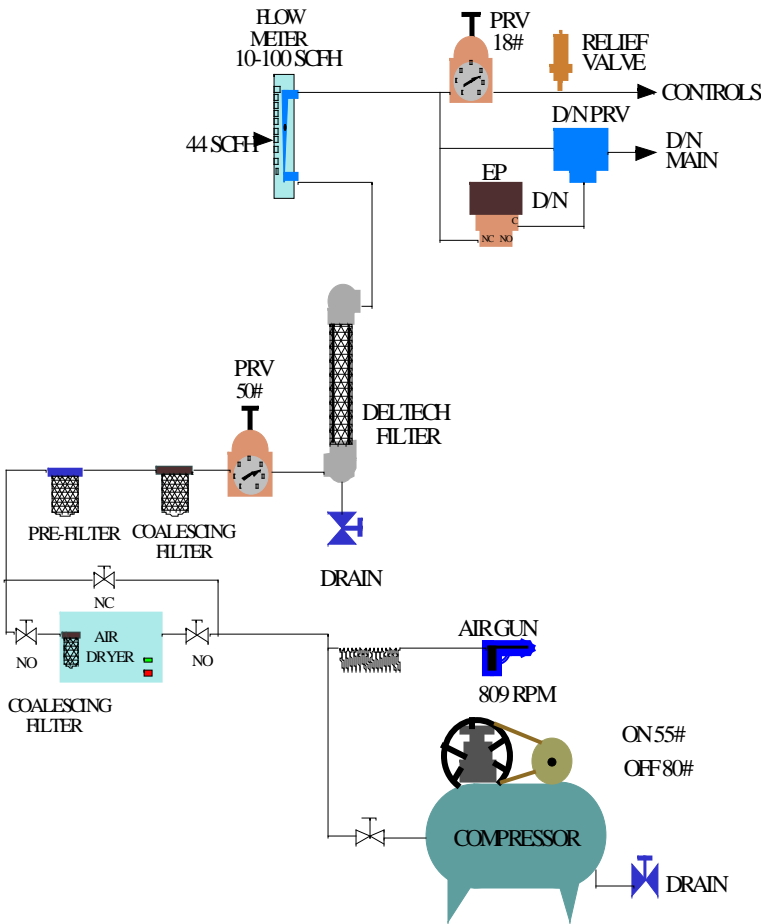 FLOW
METER
10-100 SCFH
PRV
18#
RELIEF
VALVE
CONTROLS
44 SCFH
D/N PRV
D/N
MAIN
EP
D/N
C
NC NO
PRV
50#
DELTECH
FILTER
PRE-FILTER
COALESCING
FILTER
DRAIN
NC
AIR
DRYER
NO
NO
COALESCING
FILTER
AIR GUN
809 RPM
ON 55#
OFF 80#
COMPRESSOR
DRAIN